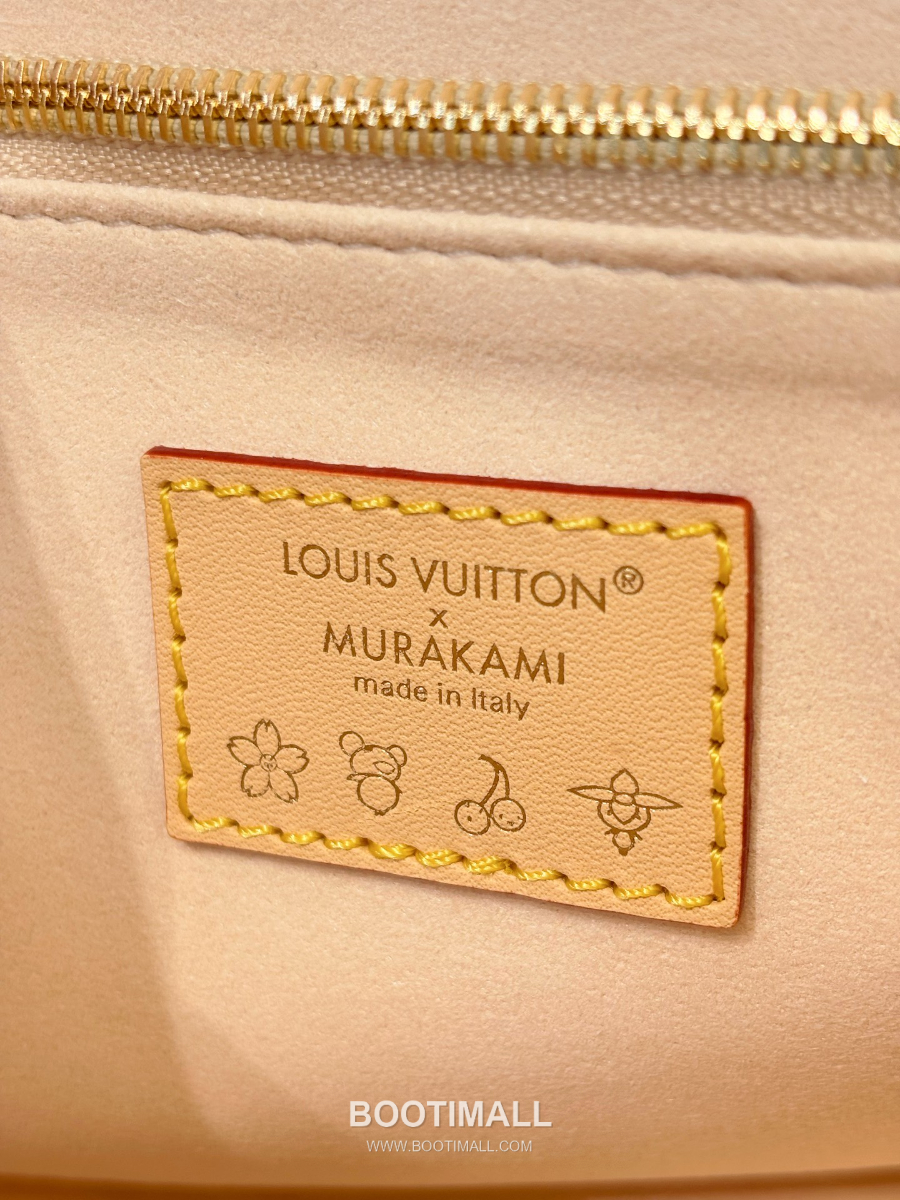 LOUIS VUITTON®
x
MURAKAMI
made in Italy
BOOTIMALL
WWW.BOOTIMALL.COM